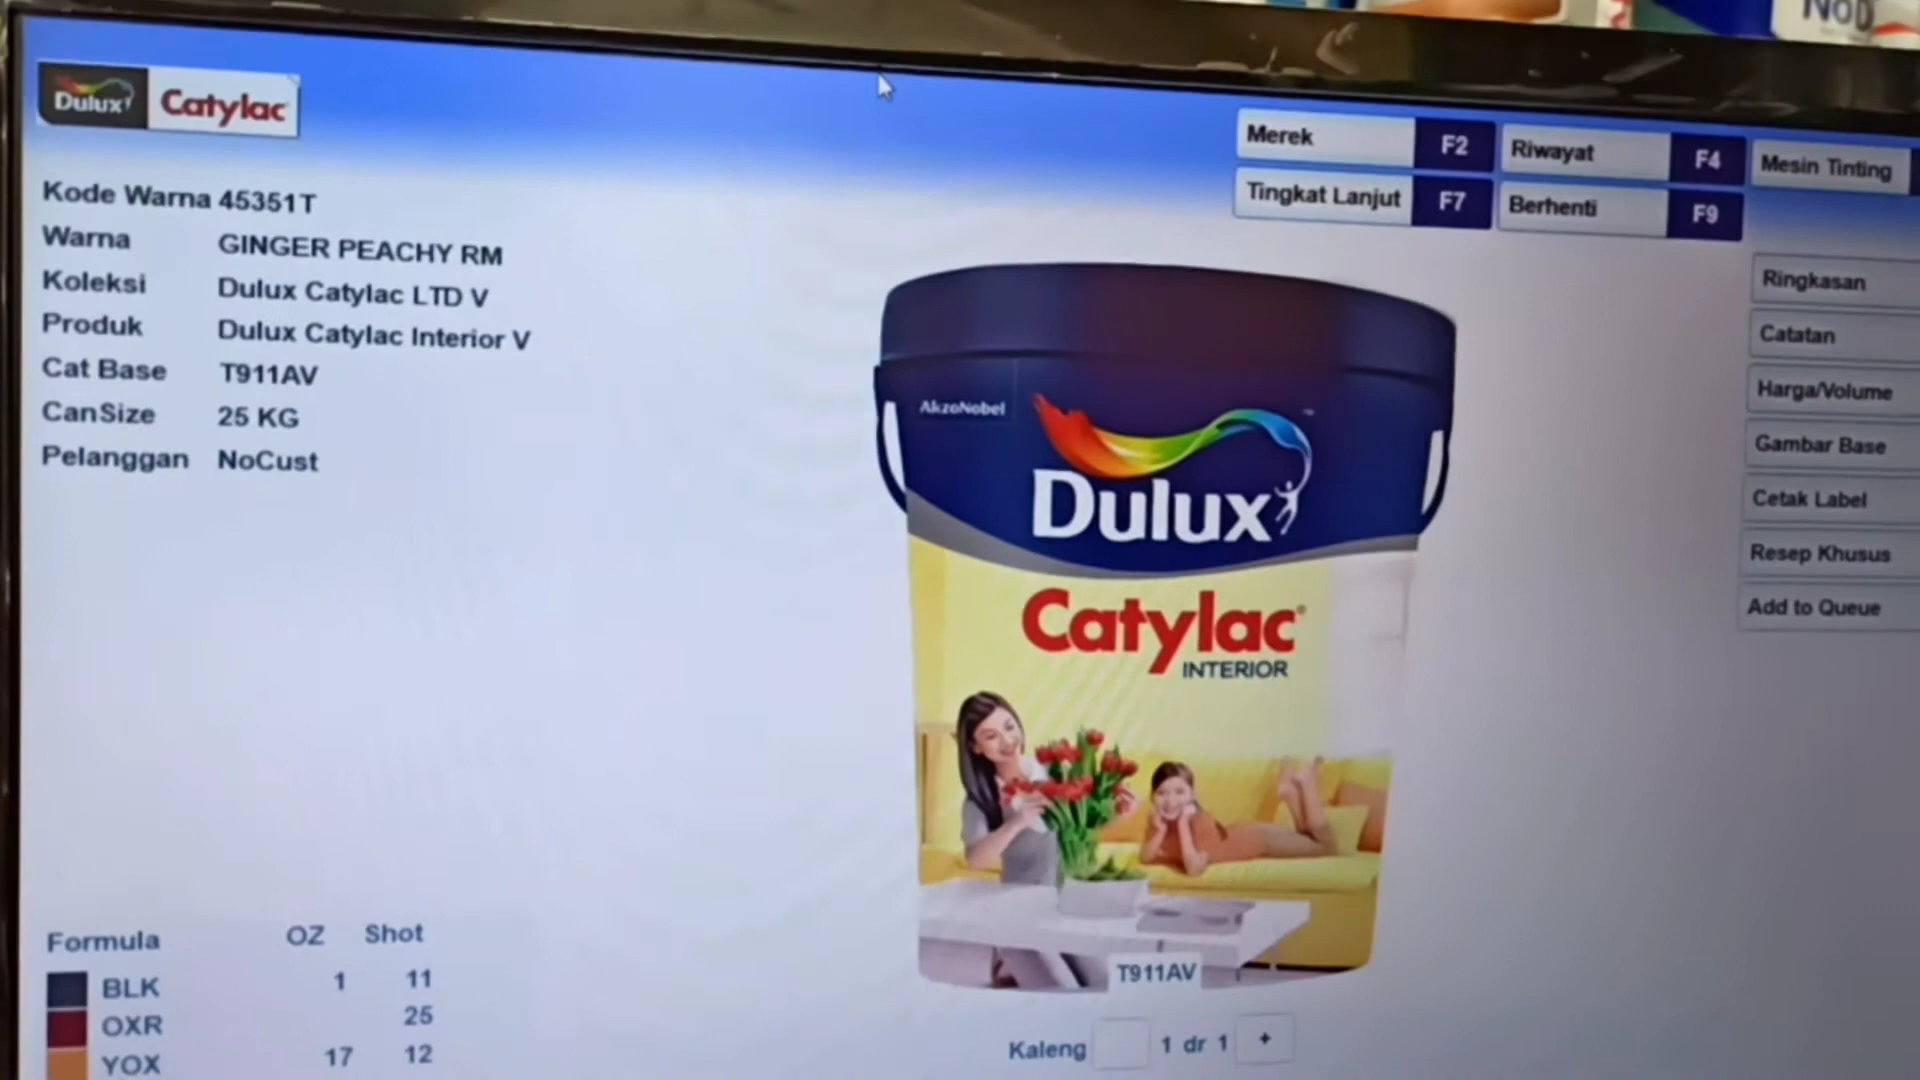 NoD
Dulux Catylac
Merek F2
Riwayat F4
Mesin Tinting
Tingkat Lanjut F7
Berhenti F9
Kode Warna 45351T
Warna GINGER PEACHY RM
Koleksi Dulux Catylac LTD V
Produk Dulux Catylac Interior V
Cat Base T911AV
CanSize 25 KG
Pelanggan NoCust
Ringkasan
Catatan
Harga/Volume
Gambar Base
Cetak Label
Resep Khusus
Add to Queue
AkzoNobel
Dulux
Catylac
INTERIOR
T911AV
Formula OZ Shot
BLK 1 11
OXR 25
YOX 17 12
Kaleng 1 dr 1 +